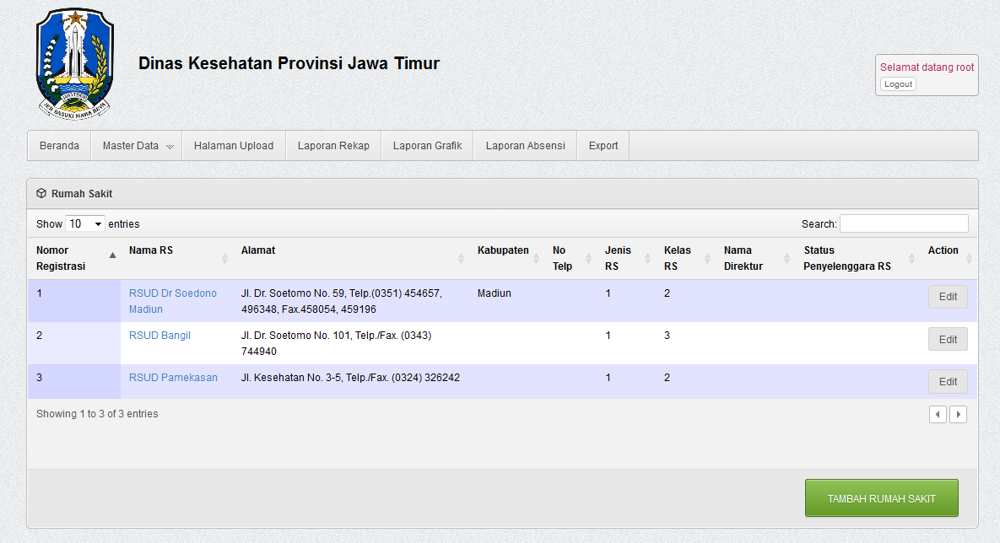 JAWA TIMUR
JER BASUKI MAWA BEYA
Dinas Kesehatan Provinsi Jawa Timur
Selamat datang root
Logout
Beranda Master Data Halaman Upload Laporan Rekap Laporan Grafik Laporan Absensi Export
Rumah Sakit
Show 10 entries Search:
Nomor Registrasi Nama RS Alamat Kabupaten No Telp Jenis RS Kelas RS Nama Direktur Status Penyelenggara RS Action
1 RSUD Dr Soedono Jl. Dr. Soetomo No. 59, Telp.(0351) 454657, Madiun 1 2 Edit
Madiun 496348, Fax.458054, 459196
2 RSUD Bangil Jl. Dr. Soetomo No. 101, Telp./Fax. (0343) 1 3 Edit
744940
3 RSUD Pamekasan Jl. Kesehatan No. 3-5, Telp./Fax. (0324) 326242 1 2 Edit
Showing 1 to 3 of 3 entries
TAMBAH RUMAH SAKIT